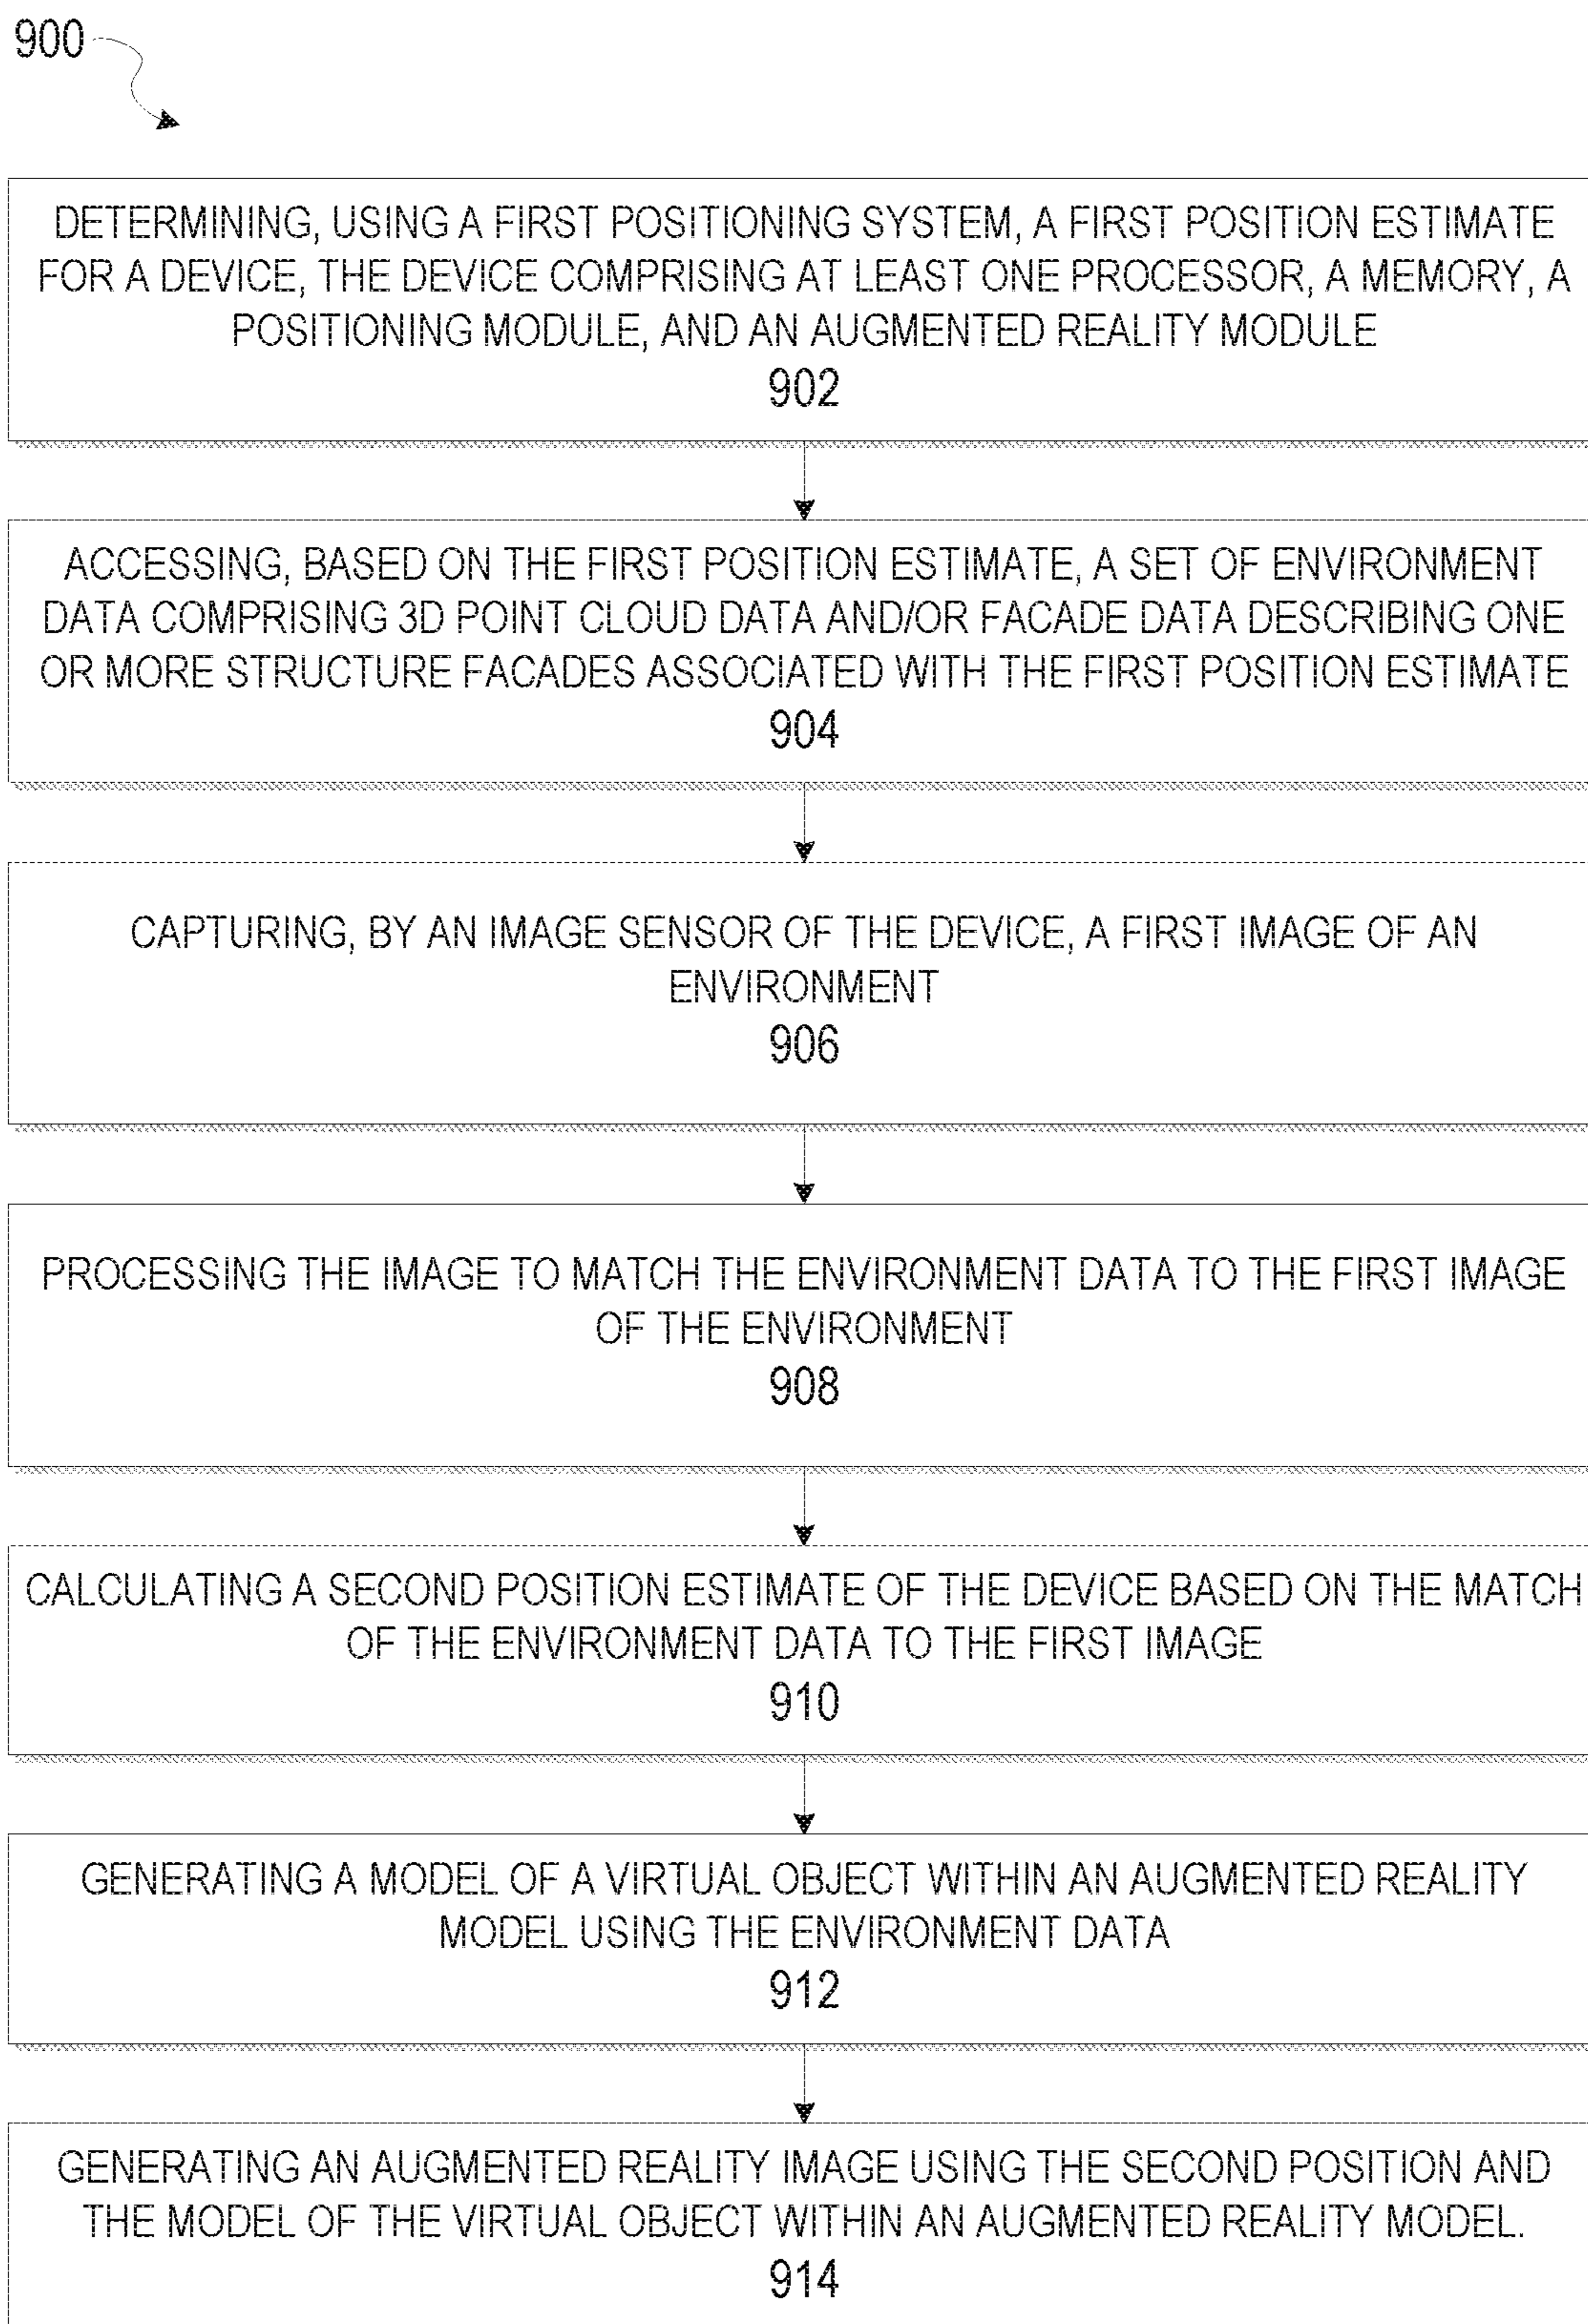 900
DETERMINING, USING A FIRST POSITIONING SYSTEM, A FIRST POSITION ESTIMATE
FOR A DEVICE, THE DEVICE COMPRISING AT LEAST ONE PROCESSOR, A MEMORY, A
POSITIONING MODULE, AND AN AUGMENTED REALITY MODULE
902
ACCESSING, BASED ON THE FIRST POSITION ESTIMATE, A SET OF ENVIRONMENT
DATA COMPRISING 3D POINT CLOUD DATA AND/OR FACADE DATA DESCRIBING ONE
OR MORE STRUCTURE FACADES ASSOCIATED WITH THE FIRST POSITION ESTIMATE
904
CAPTURING, BY AN IMAGE SENSOR OF THE DEVICE, A FIRST IMAGE OF AN
ENVIRONMENT
906
PROCESSING THE IMAGE TO MATCH THE ENVIRONMENT DATA TO THE FIRST IMAGE
OF THE ENVIRONMENT
908
CALCULATING A SECOND POSITION ESTIMATE OF THE DEVICE BASED ON THE MATCH
OF THE ENVIRONMENT DATA TO THE FIRST IMAGE
910
GENERATING A MODEL OF A VIRTUAL OBJECT WITHIN AN AUGMENTED REALITY
MODEL USING THE ENVIRONMENT DATA
912
GENERATING AN AUGMENTED REALITY IMAGE USING THE SECOND POSITION AND
THE MODEL OF THE VIRTUAL OBJECT WITHIN AN AUGMENTED REALITY MODEL.
914